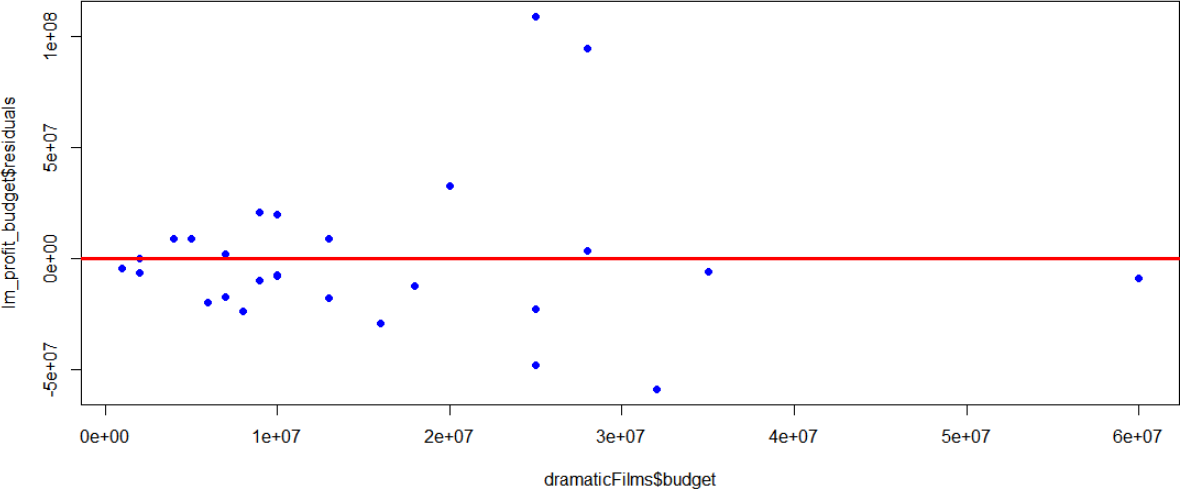 lm_profit_budget$residuals
1e+08
5e+07
0e+00
-5e+07
0e+00 1e+07 2e+07 3e+07 4e+07 5e+07 6e+07
dramaticFilms$budget